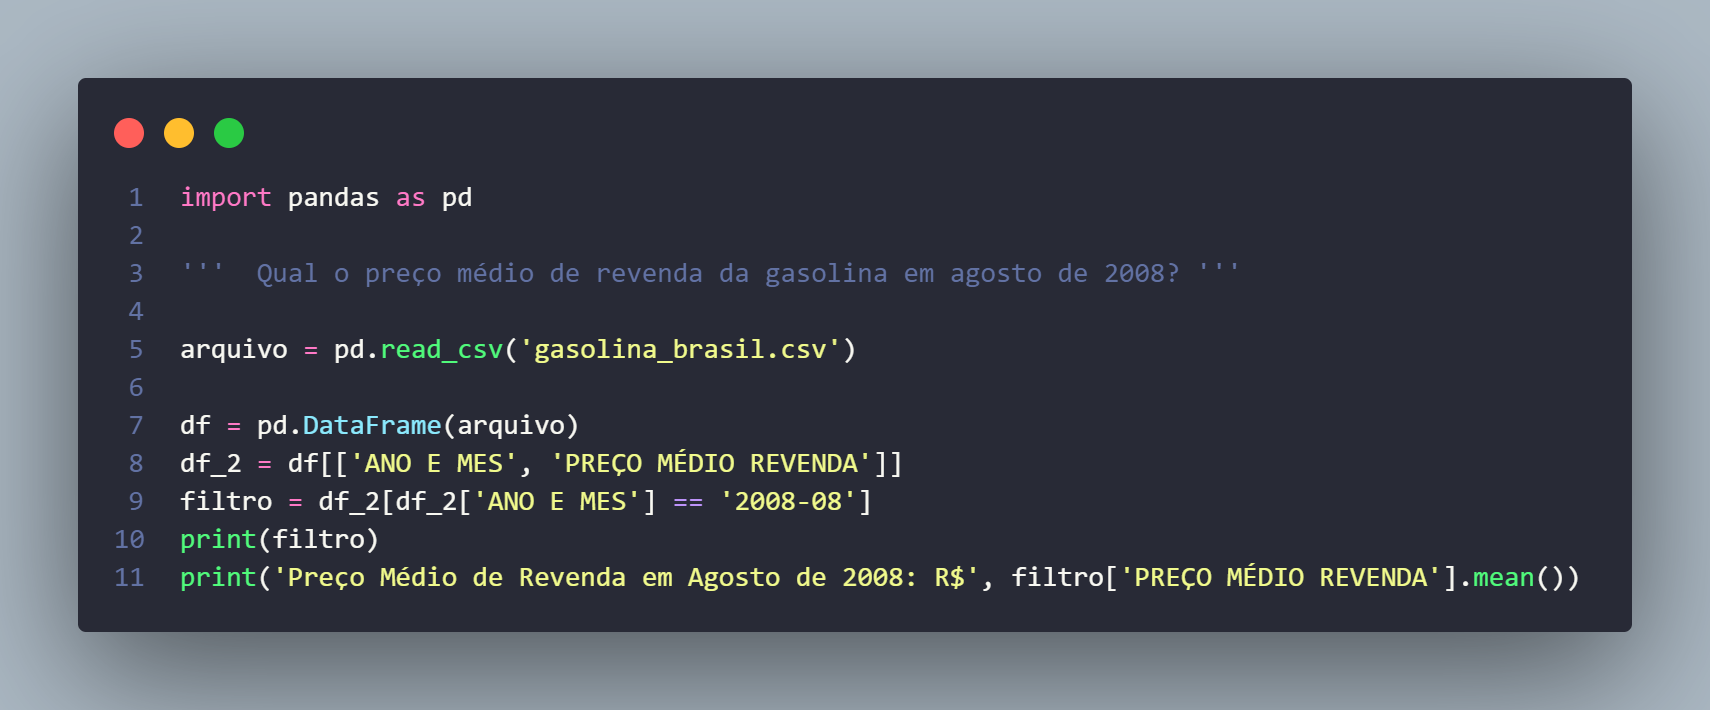 1 import pandas as pd
2
3 '''  Qual o preço médio de revenda da gasolina em agosto de 2008? '''
4
5 arquivo = pd.read_csv('gasolina_brasil.csv')
6
7 df = pd.DataFrame(arquivo)
8 df_2 = df[['ANO E MES', 'PREÇO MÉDIO REVENDA']]
9 filtro = df_2[df_2['ANO E MES'] == '2008-08']
10 print(filtro)
11 print('Preço Médio de Revenda em Agosto de 2008: R$', filtro['PREÇO MÉDIO REVENDA'].mean())